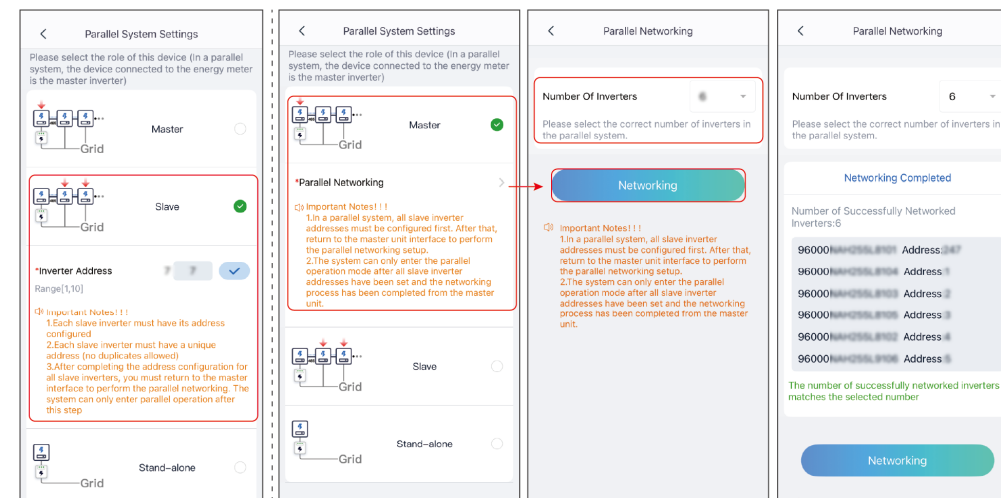 Parallel System Settings
Please select the role of this device (In a parallel
system, the device connected to the energy meter
is the master inverter)
Master
Grid
Slave
Grid
*Inverter Address
Range[1,10]
Important Notes!!!
1.Each slave inverter must have its address
configured
2.Each slave inverter must have a unique
address (no duplicates allowed)
3.After completing the address configuration for
all slave inverters, you must return to the master
interface to perform the parallel networking. The
system can only enter parallel operation after
this step
Stand-alone
Grid
Parallel System Settings
Please select the role of this device (In a parallel
system, the device connected to the energy meter
is the master inverter)
Master
Grid
*Parallel Networking
Important Notes!!!
1.In a parallel system, all slave inverter
addresses must be configured first. After that,
return to the master unit interface to perform
the parallel networking setup.
2.The system can only enter the parallel
operation mode after all slave inverter
addresses have been set and the networking
process has been completed from the master
unit.
Slave
Grid
Stand-alone
Grid
Parallel Networking
Number Of Inverters 6
Please select the correct number of inverters in
the parallel system.
Networking
Important Notes!!!
1.In a parallel system, all slave inverter
addresses must be configured first. After that,
return to the master unit interface to perform
the parallel networking setup.
2.The system can only enter the parallel
operation mode after all slave inverter
addresses have been set and the networking
process has been completed from the master
unit.
Parallel Networking
Number Of Inverters 6
Please select the correct number of inverters in
the parallel system.
Networking Completed
Number of Successfully Networked
Inverters:6
96000 Address:
96000 Address:
96000 Address:
96000 Address:
96000 Address:
96000 Address:
The number of successfully networked inverters
matches the selected number
Networking